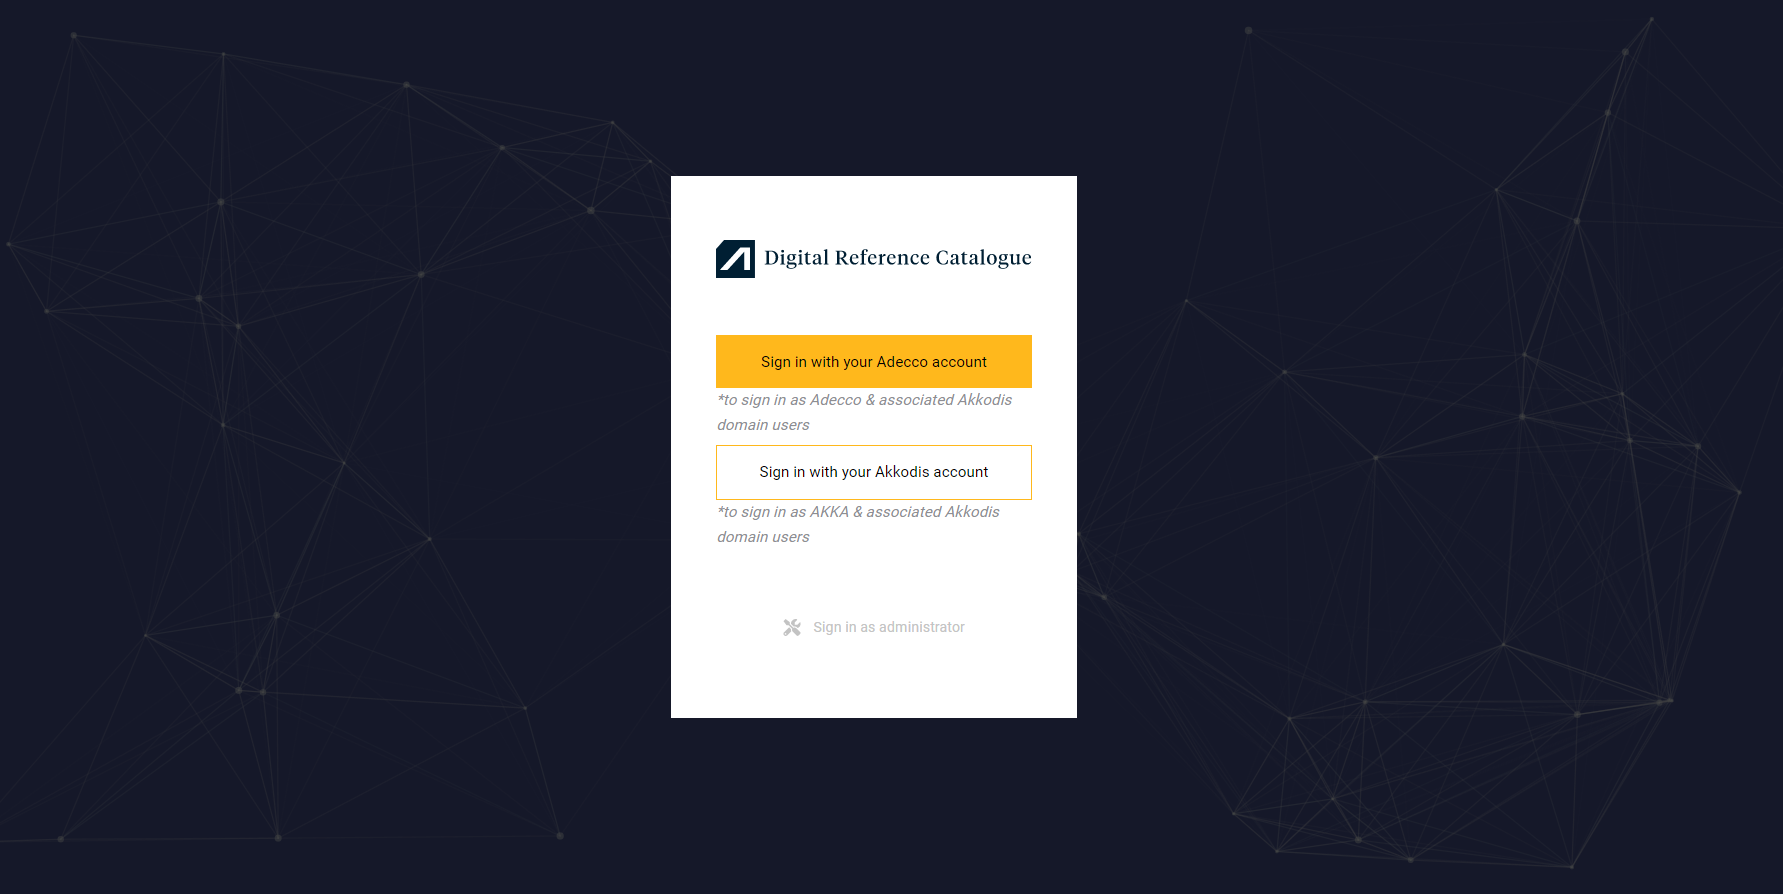 Digital Reference Catalogue
Sign in with your Adecco account
*to sign in as Adecco & associated Akkodis
domain users
Sign in with your Akkodis account
*to sign in as AKKA & associated Akkodis
domain users
Sign in as administrator